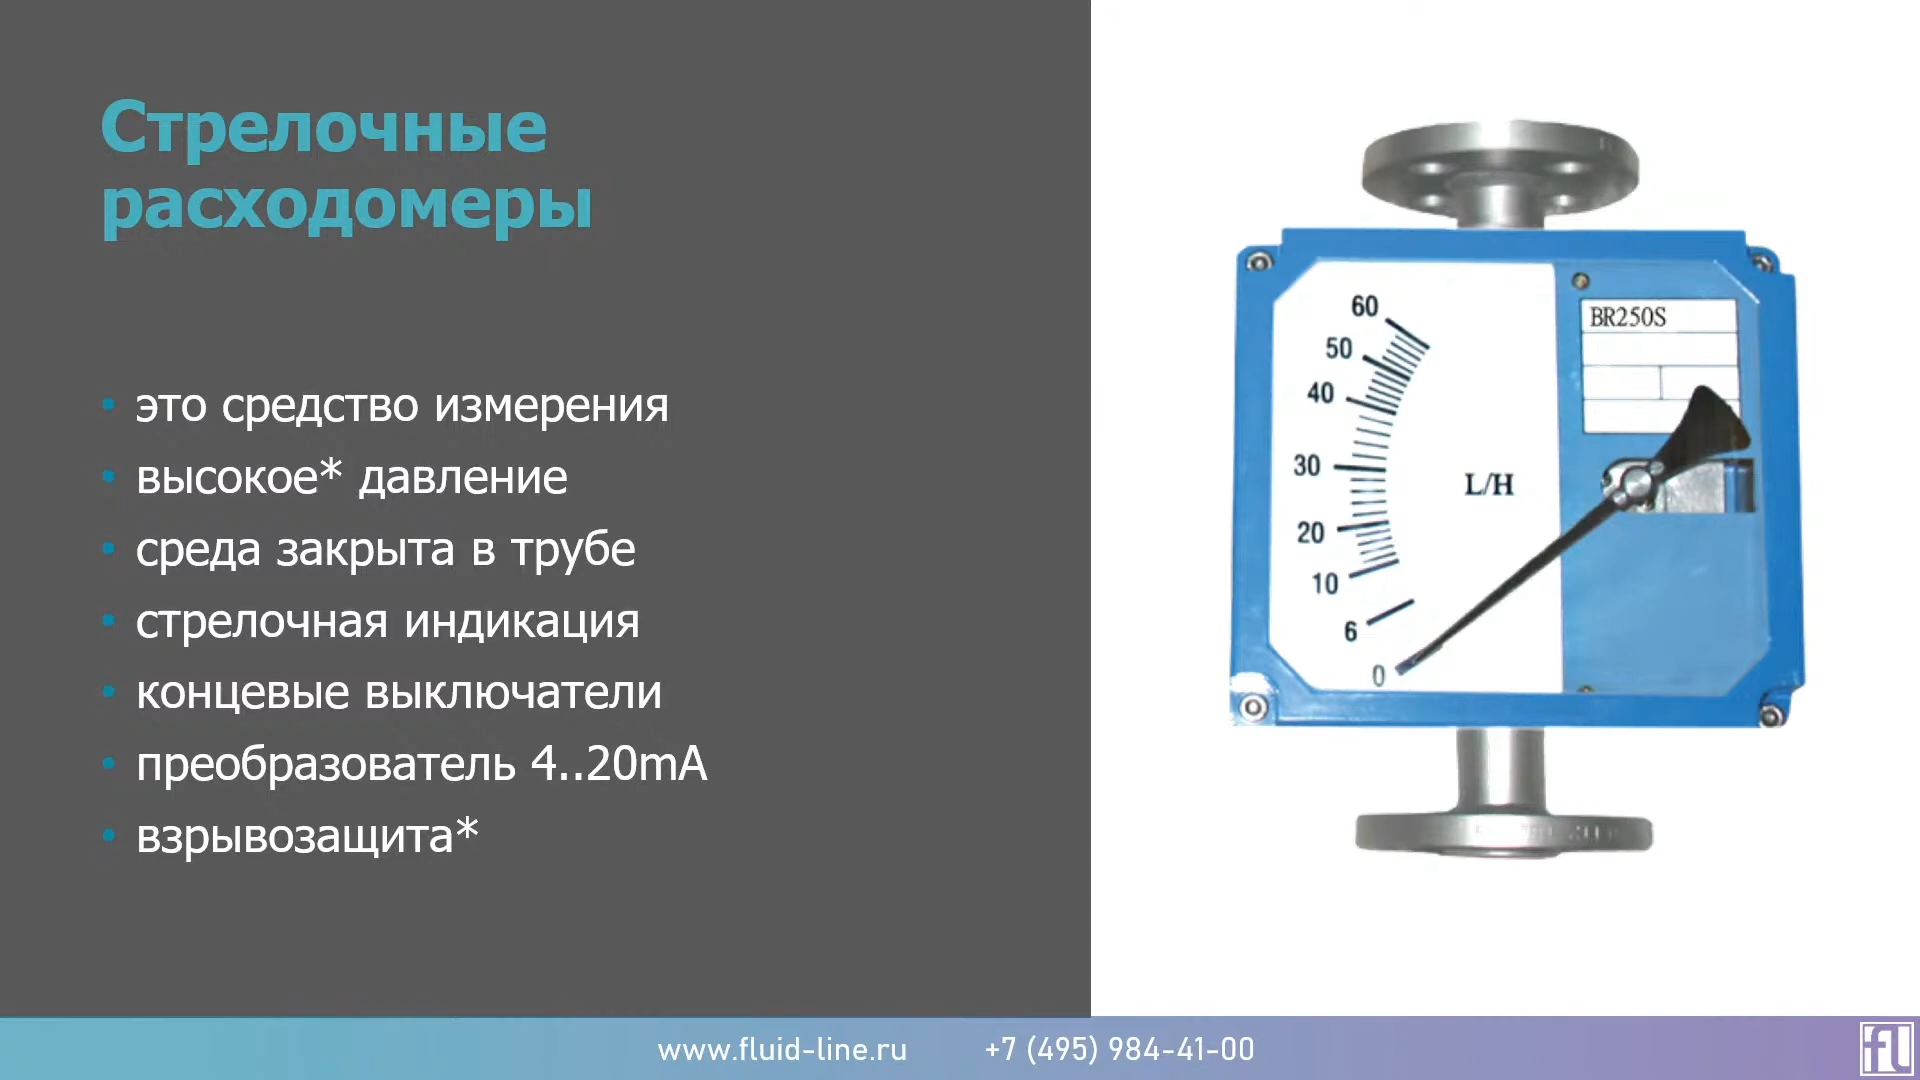 Стрелочные
расходомеры
• это средство измерения
• высокое* давление
• среда закрыта в трубе
• стрелочная индикация
• концевые выключатели
• преобразователь 4..20mA
• взрывозащита*
60
50
40
30
20
10
6
0
L/H
BR250S
www.fluid-line.ru +7 (495) 984-41-00
fl